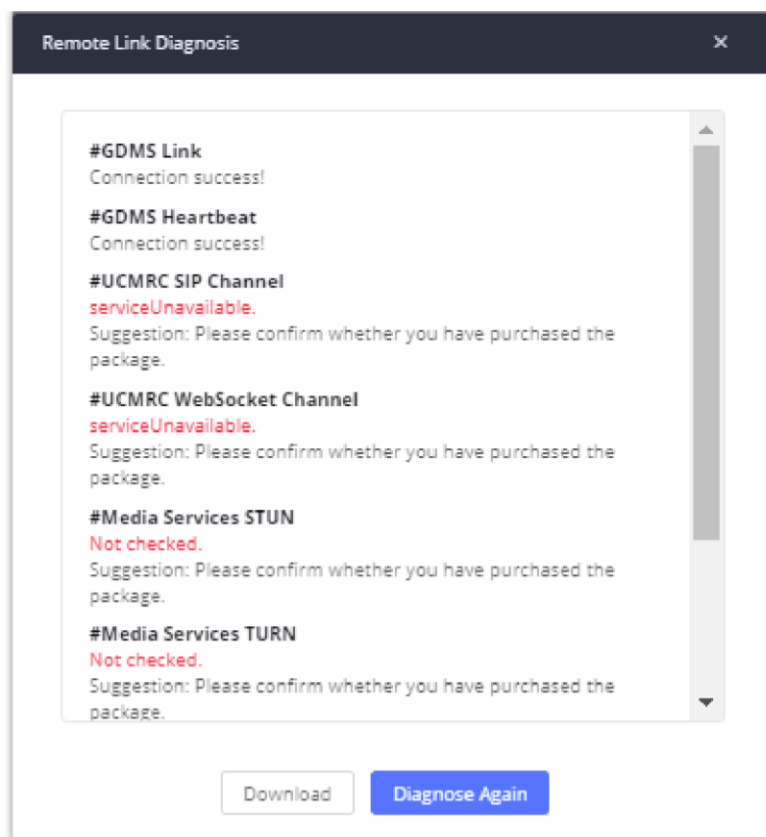 Remote Link Diagnosis
#GDMS Link
Connection success!
#GDMS Heartbeat
Connection success!
#UCMRC SIP Channel
serviceUnavailable.
Suggestion: Please confirm whether you have purchased the
package.
#UCMRC WebSocket Channel
serviceUnavailable.
Suggestion: Please confirm whether you have purchased the
package.
#Media Services STUN
Not checked.
Suggestion: Please confirm whether you have purchased the
package.
#Media Services TURN
Not checked.
Suggestion: Please confirm whether you have purchased the
package.
Download
Diagnose Again